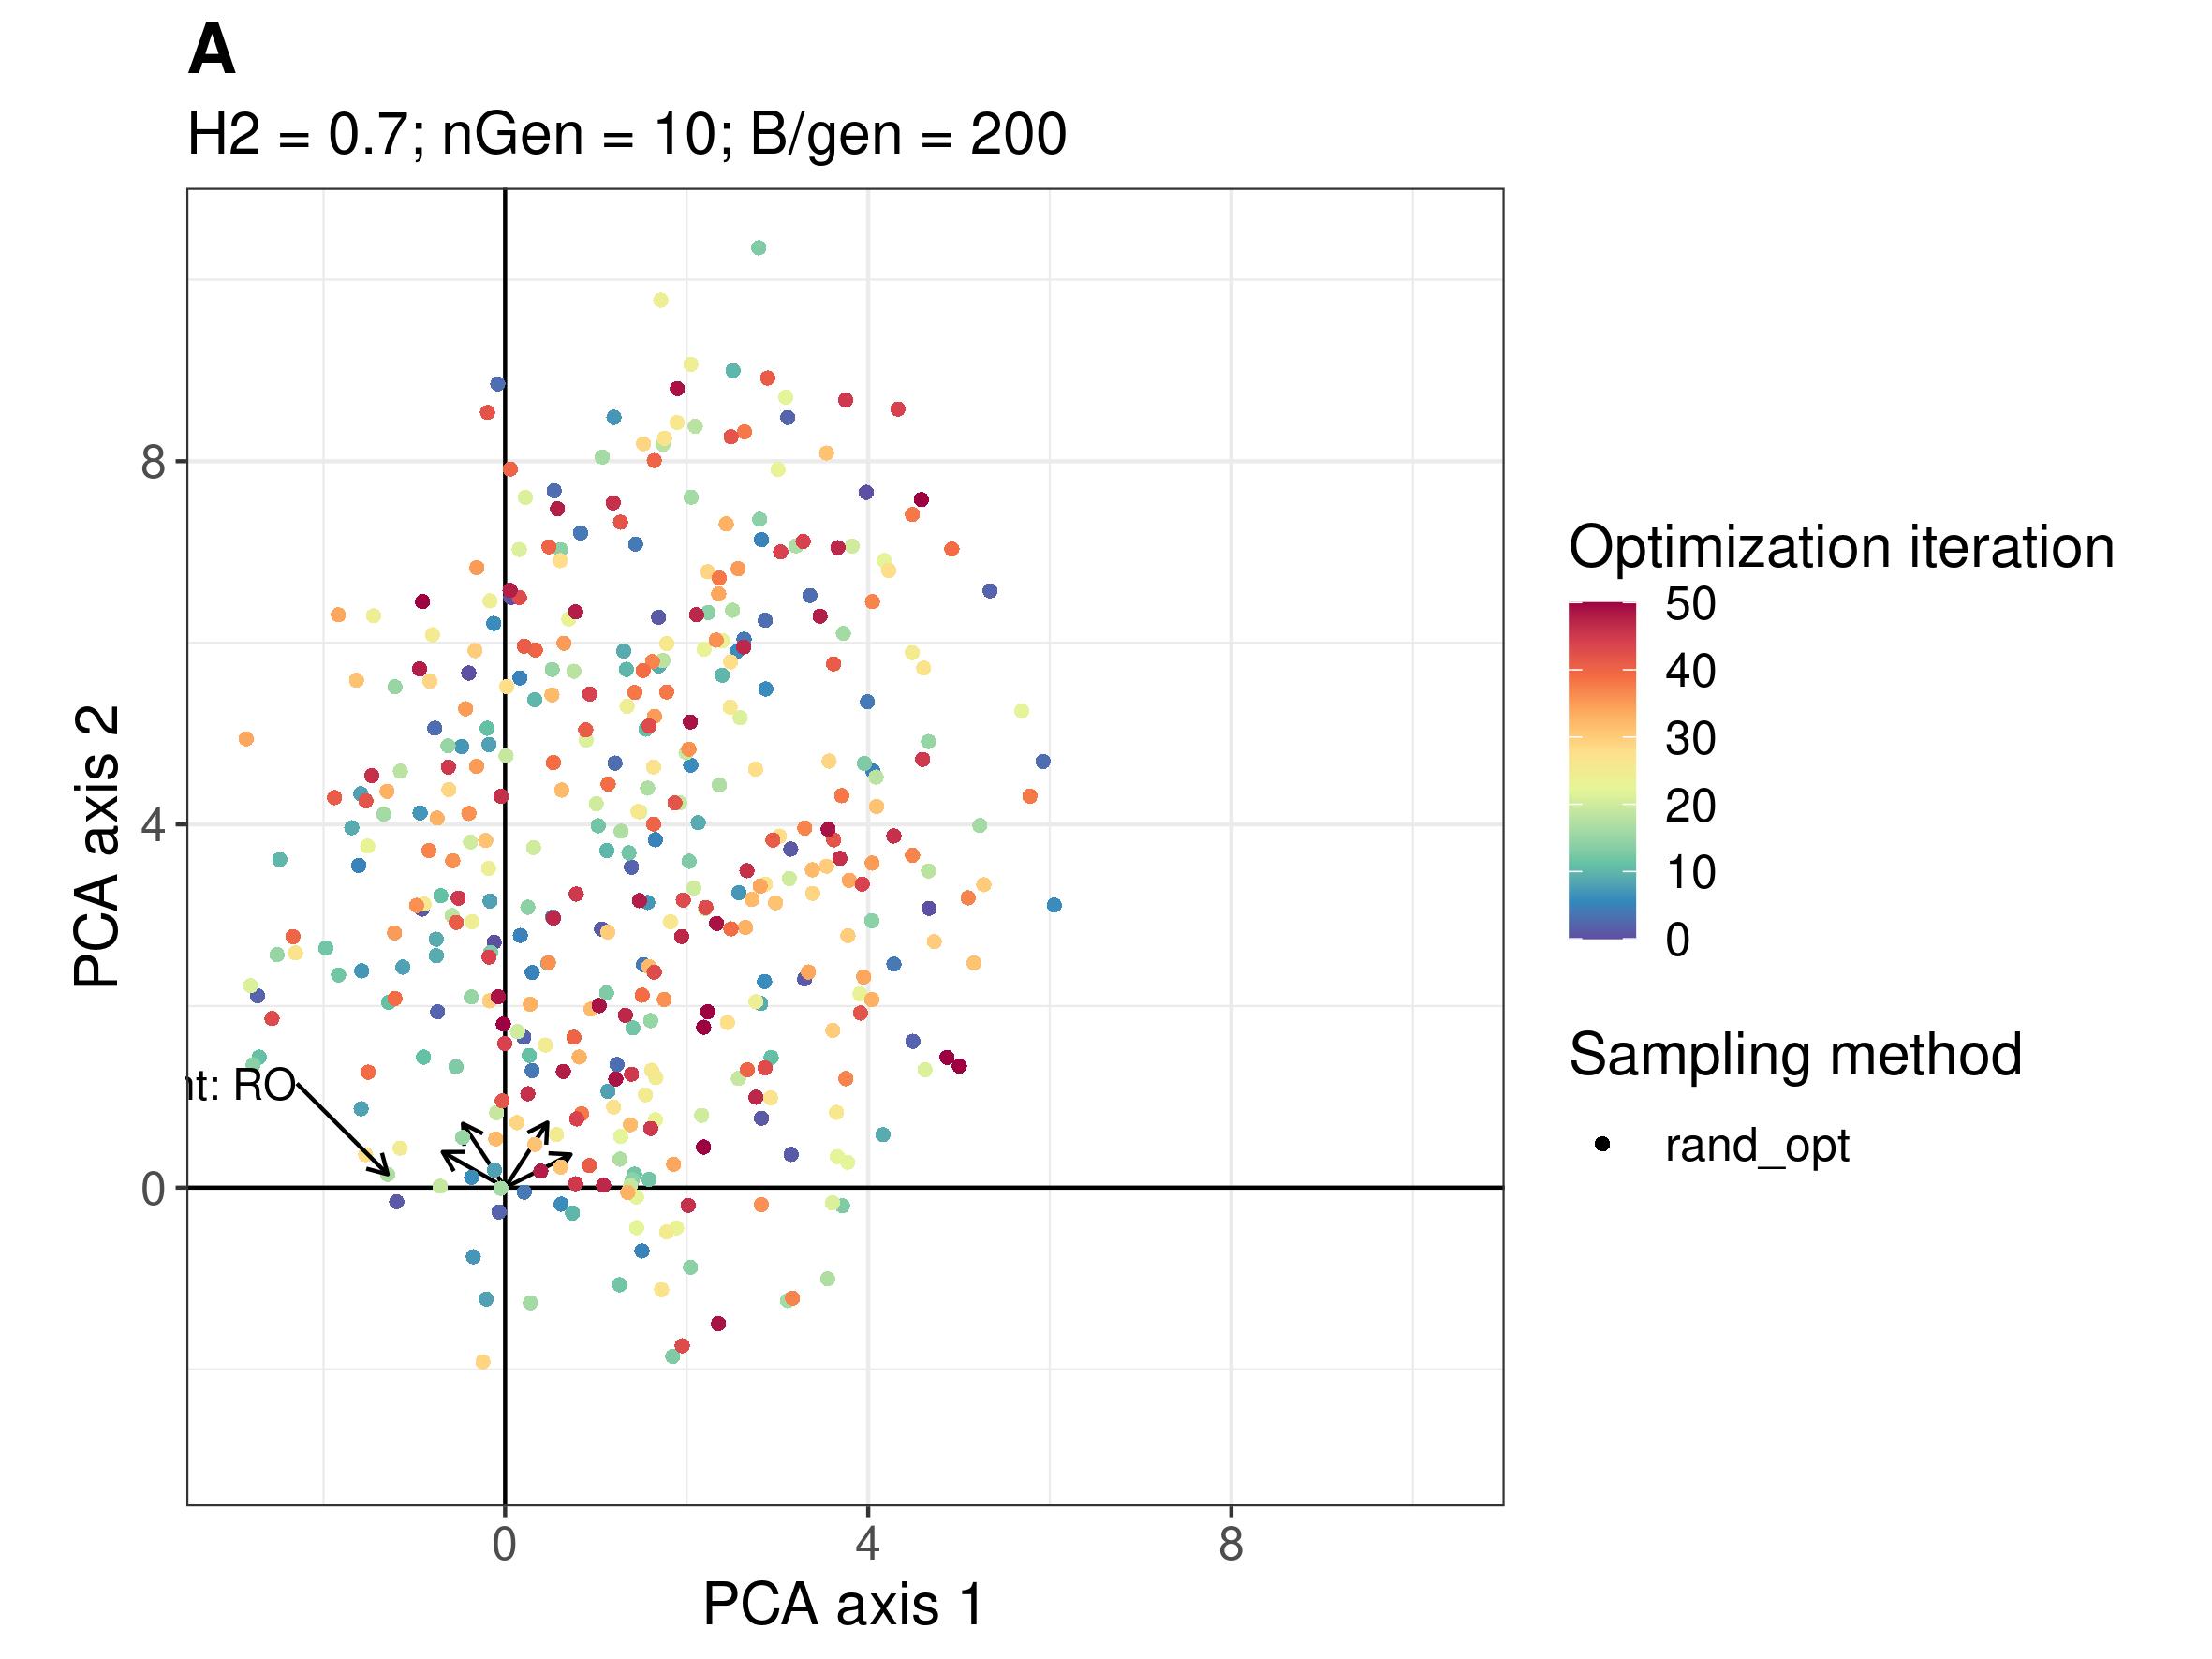 A
H2 = 0.7; nGen = 10; B/gen = 200
8
4
0
PCA axis 2
t: RO
0
4
8
PCA axis 1
Optimization iteration
50
40
30
20
10
0
Sampling method
rand_opt